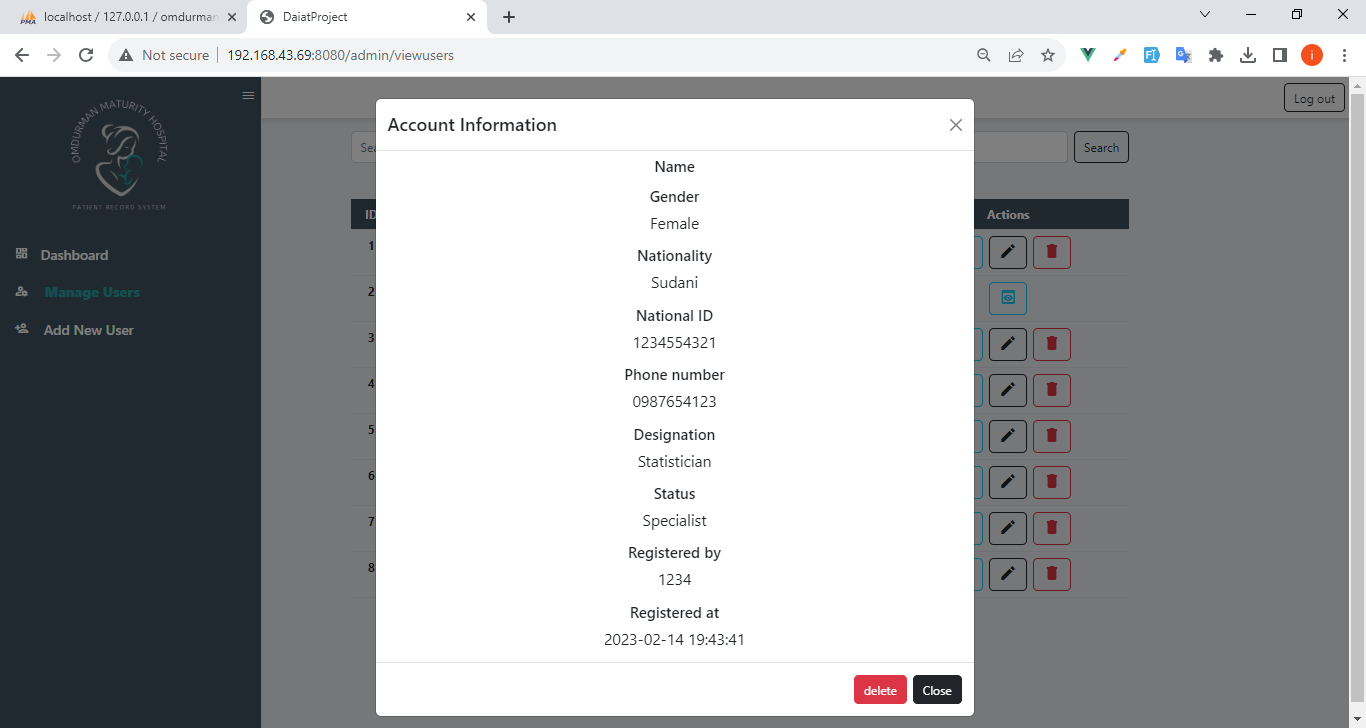 localhost / 127.0.0.1 / omdurman
DaiatProject
Not secure
192.168.43.69:8080/admin/viewusers
OMDURMAN MATURITY HOSPITAL
PATIENT RECORD SYSTEM
Dashboard
Manage Users
Add New User
Log out
Search
ID
Actions
1
2
3
4
5
6
7
8
Account Information
Name
Gender
Female
Nationality
Sudani
National ID
1234554321
Phone number
0987654123
Designation
Statistician
Status
Specialist
Registered by
1234
Registered at
2023-02-14 19:43:41
delete
Close